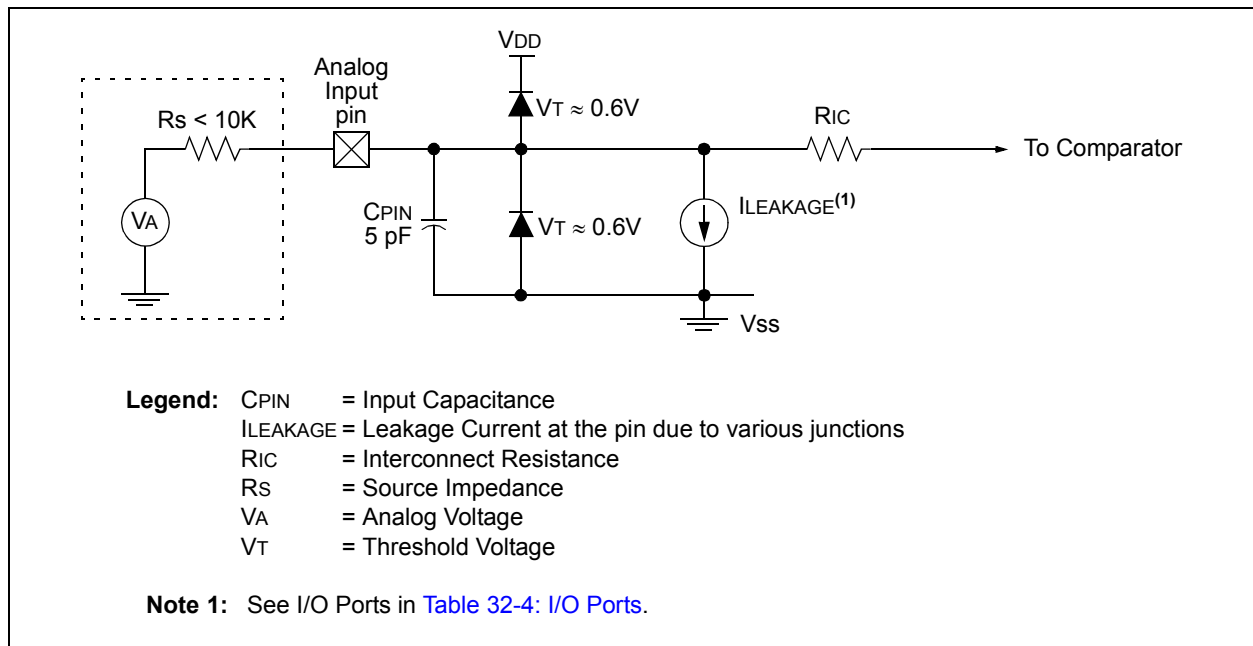 VDD
Analog
Input
pin
Rs < 10K
VT ≈ 0.6V
RIC
To Comparator
VA
CPIN
5 pF
VT ≈ 0.6V
ILEAKAGE(1)
Vss
Legend: CPIN = Input Capacitance
ILEAKAGE = Leakage Current at the pin due to various junctions
RIC = Interconnect Resistance
RS = Source Impedance
VA = Analog Voltage
VT = Threshold Voltage
Note 1: See I/O Ports in Table 32-4: I/O Ports.